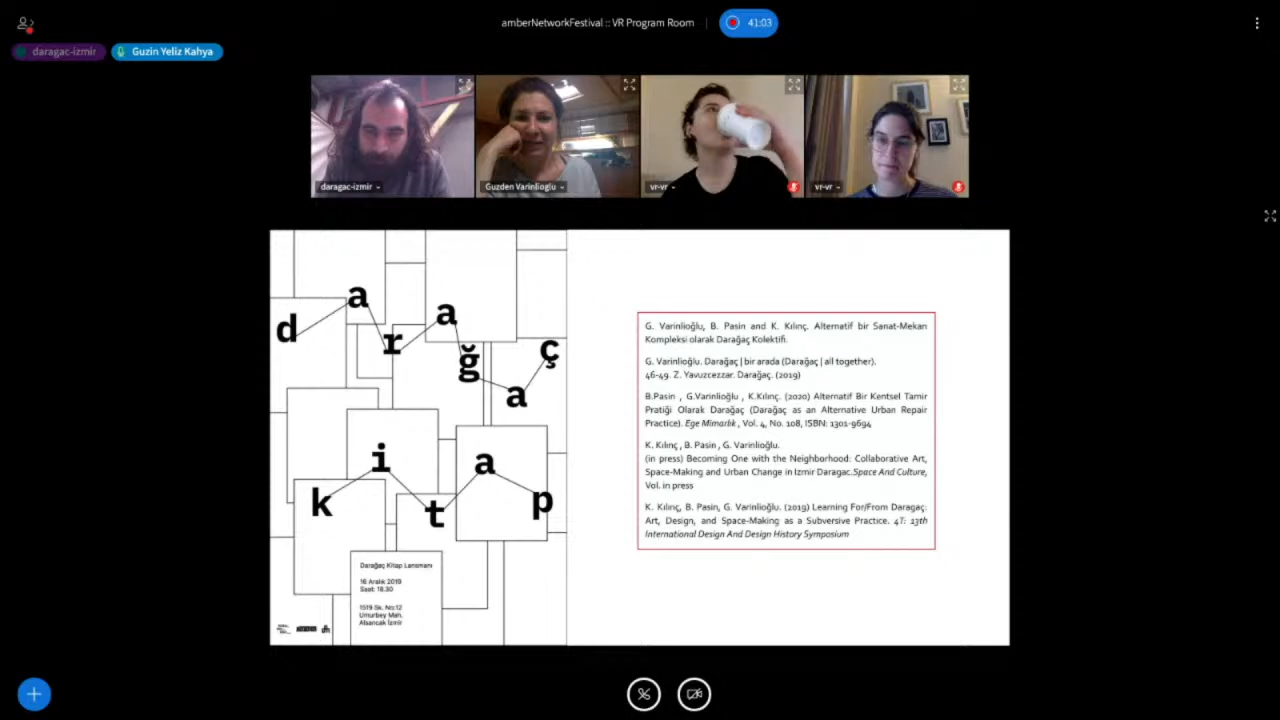 amberNetworkFestival :: VR Program Room
41:03
daragac-izmir
Guzin Yeliz Kahya
daragac-izmir
Guzden Varinlioglu
vr-vr
vr-vr
darağaç
kitap
Darağaç Kitap Lansmanı
16 Aralık 2019
Saat: 18.30
1519 Sk. No:12
Umurbey Mah.
Alsancak İzmir
G. Varinlioğlu, B. Pasin and K. Kılınç. Alternatif bir Sanat-Mekan
Kompleksi olarak Darağaç Kolektifi.
G. Varinlioğlu. Darağaç | bir arada (Darağaç | all together).
46-49. Z. Yavuzcezzar. Darağaç. (2019)
B.Pasin , G.Varinlioğlu , K.Kılınç. (2020) Alternatif Bir Kentsel Tamir
Pratiği Olarak Darağaç (Darağaç as an Alternative Urban Repair
Practice). Ege Mimarlık , Vol. 4, No. 108, ISBN: 1301-9694
K. Kılınç , B. Pasin , G. Varinlioğlu.
(in press) Becoming One with the Neighborhood: Collaborative Art,
Space-Making and Urban Change in Izmir Daragac.Space And Culture,
Vol. in press
K. Kılınç, B. Pasin, G. Varinlioğlu. (2019) Learning For/From Daragaç:
Art, Design, and Space-Making as a Subversive Practice. 4T: 13th
International Design And Design History Symposium